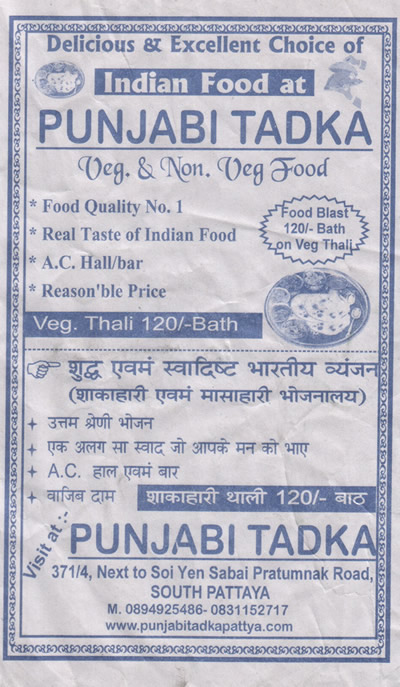 Delicious & Excellent Choice of
Indian Food at
PUNJABI TADKA
Veg. & Non. Veg Food
* Food Quality No. 1
* Real Taste of Indian Food
* A.C. Hall/bar
* Reason'ble Price
Food Blast
120/- Bath
on Veg Thali
Veg. Thali 120/-Bath
शुद्ध एवमं स्वादिष्ट भारतीय व्यंजन
(शाकाहारी एवमं मासाहारी भोजनालय)
उत्तम श्रेणी भोजन
एक अलग सा स्वाद जो आपके मन को भाए
A.C. हाल एवमं बार
वाजिब दाम
शाकाहारी थाली 120/- बाठ
Visit at :-
PUNJABI TADKA
371/4, Next to Soi Yen Sabai Pratumnak Road,
SOUTH PATTAYA
M. 0894925486- 0831152717
www.punjabitadkapattya.com